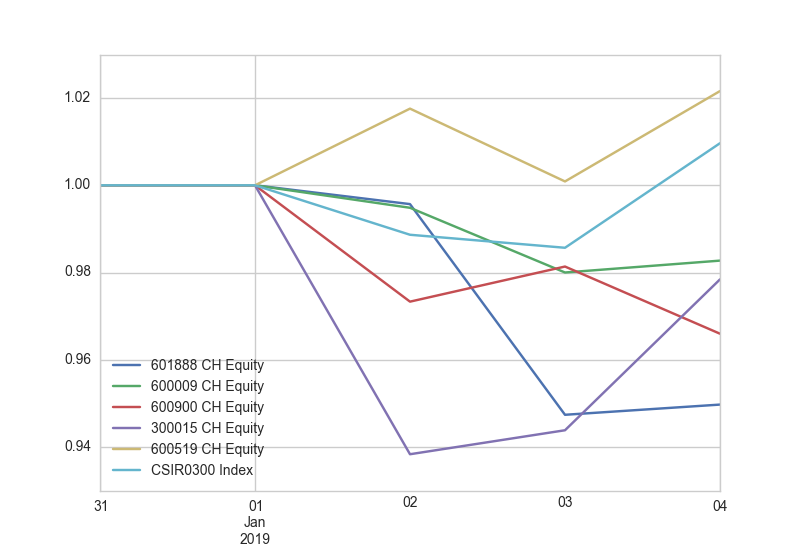 1.02
1.00
0.98
0.96
0.94
601888 CH Equity
600009 CH Equity
600900 CH Equity
300015 CH Equity
600519 CH Equity
CSIR0300 Index
31 01 02 03 04
Jan
2019